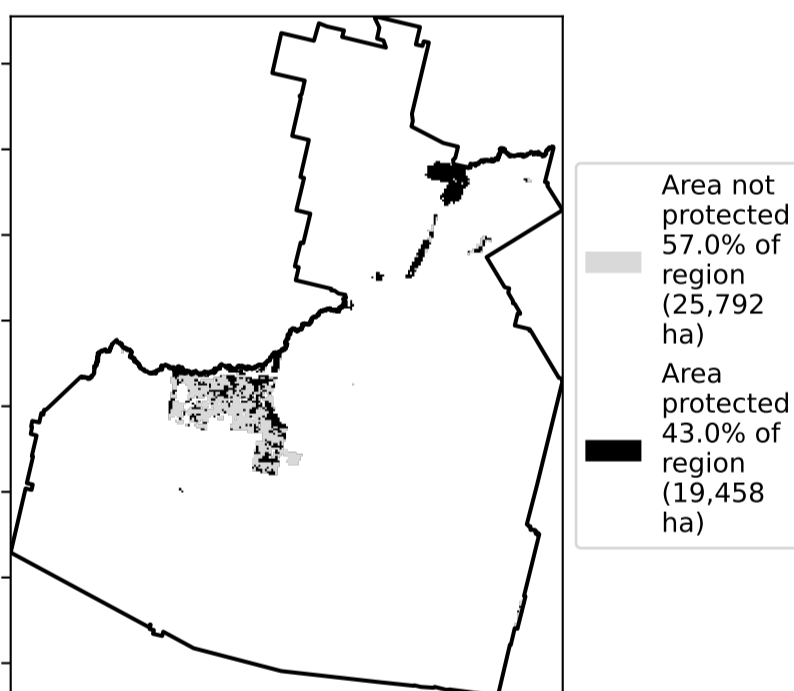 Area not
protected
57.0% of
region
(25,792
ha)
Area
protected
43.0% of
region
(19,458
ha)